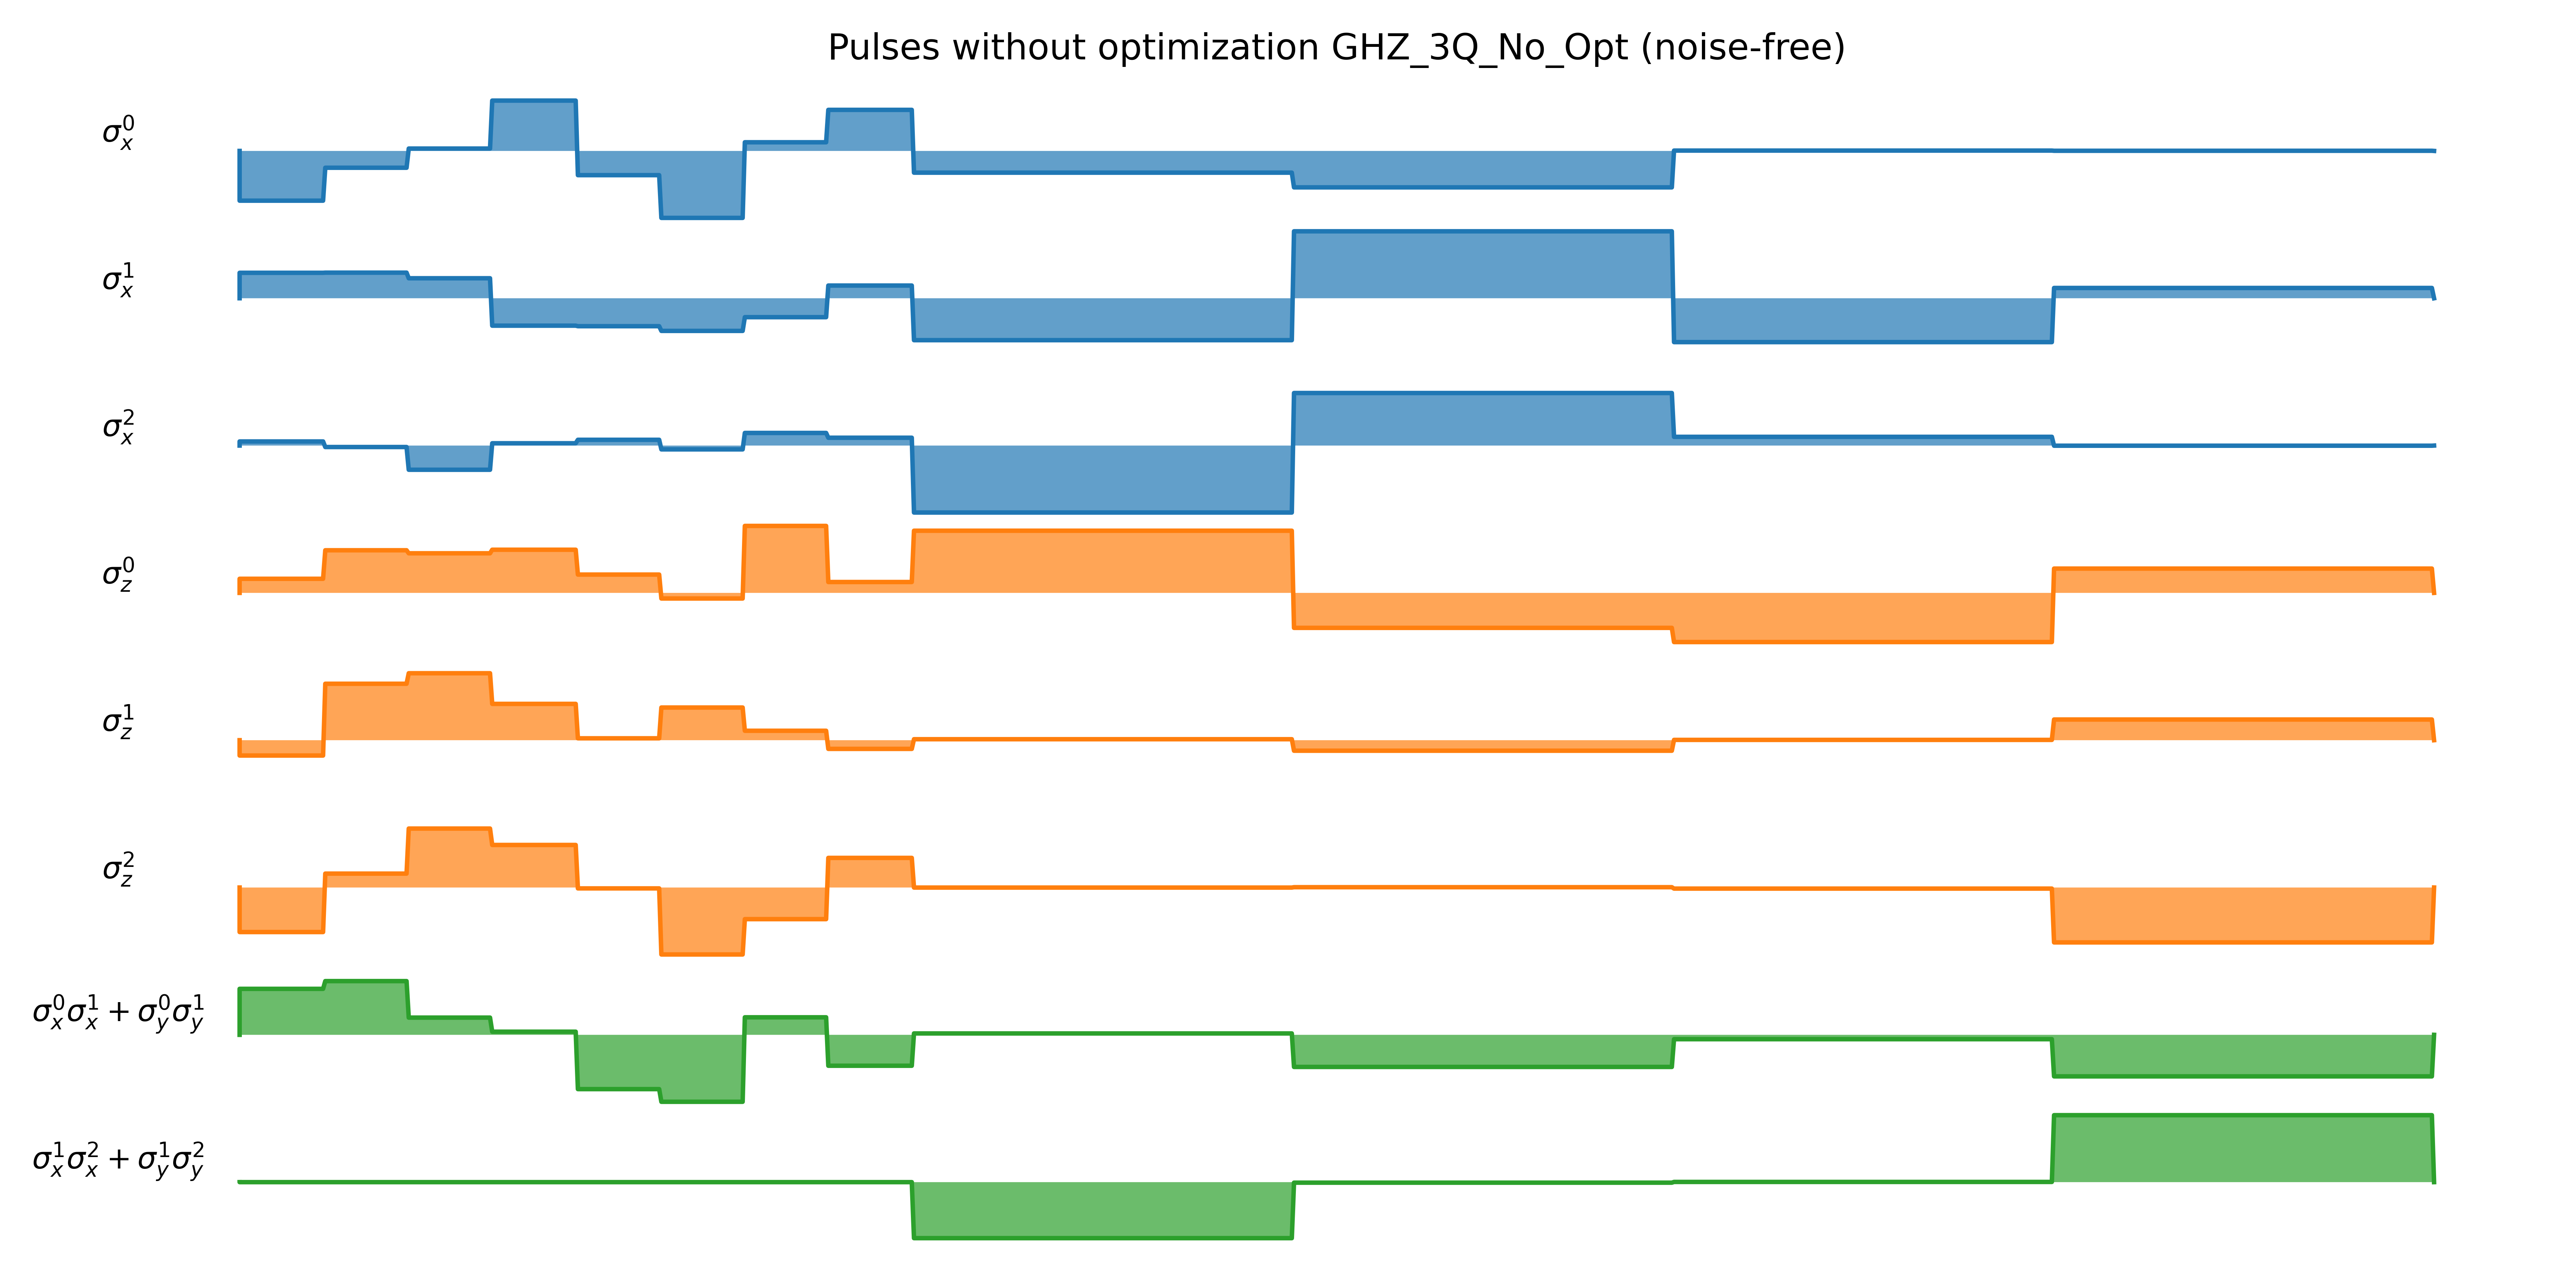 Pulses without optimization GHZ_3Q_No_Opt (noise-free)
σ_x^0
σ_x^1
σ_x^2
σ_z^0
σ_z^1
σ_z^2
σ_x^0σ_x^1 + σ_y^0σ_y^1
σ_x^1σ_x^2 + σ_y^1σ_y^2